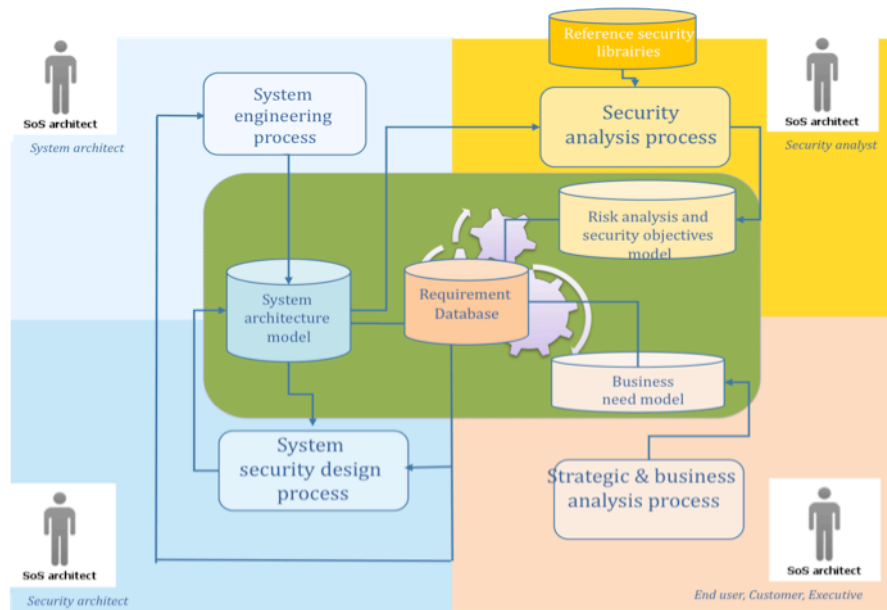 Reference security
librairies
SoS architect
System architect
System
engineering
process
Security
analysis process
SoS architect
Security analyst
Risk analysis and
security objectives
model
System
architecture
model
Requirement
Database
Business
need model
System
security design
process
Strategic & business
analysis process
SoS architect
Security architect
SoS architect
End user, Customer, Executive